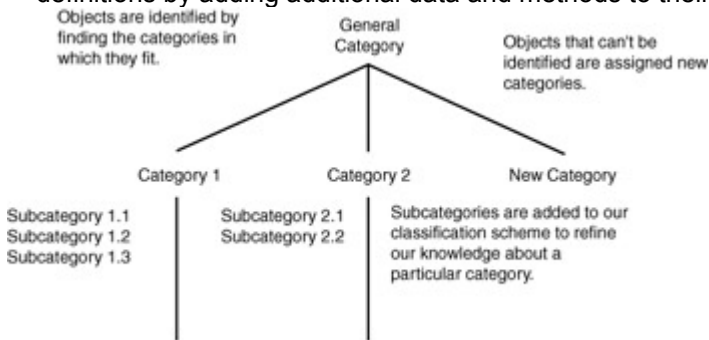 definitions by adding additional data and methods to their
Objects are identified by
finding the categories in
which they fit.
General
Category
Objects that can't be
identified are assigned new
categories.
Category 1
Category 2
New Category
Subcategory 1.1
Subcategory 1.2
Subcategory 1.3
Subcategory 2.1
Subcategory 2.2
Subcategories are added to our
classification scheme to refine
our knowledge about a
particular category.